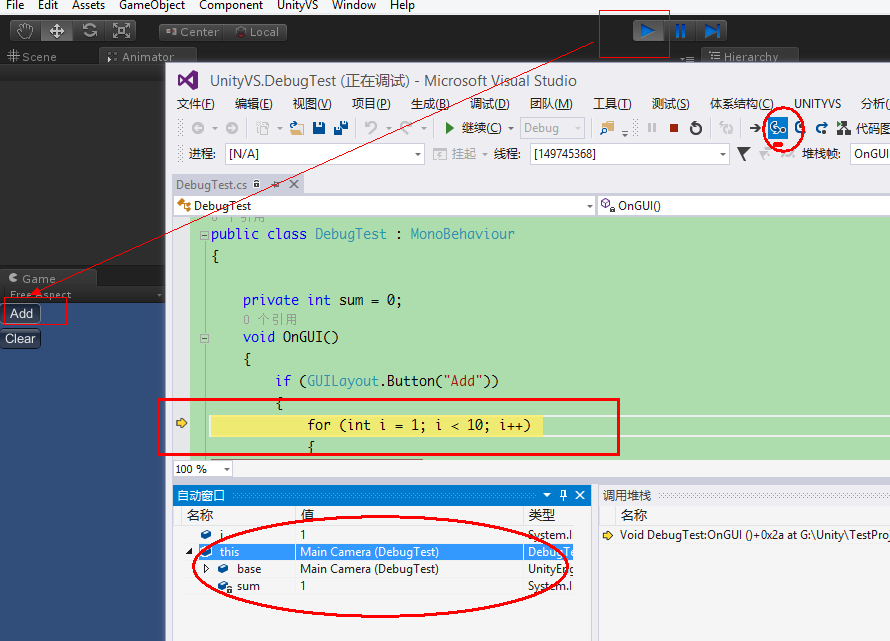 File Edit Assets GameObject Component UnityVS Window Help
Center Local
Scene Animator Hierarchy
UnityVS.DebugTest (正在调试) - Microsoft Visual Studio
文件(F) 编辑(E) 视图(V) 项目(P) 生成(B) 调试(D) 团队(M) 工具(T) 测试(S) 体系结构(C) UNITYVS 分析(
继续(C) Debug 代码图
进程: [N/A] 挂起 线程: [149745368] 堆栈帧: OnGUI
DebugTest.cs
DebugTest OnGUI()
0 个引用
public class DebugTest : MonoBehaviour
{
Game
Free Aspect
private int sum = 0;
Add
0 个引用
Clear
void OnGUI()
{
if (GUILayout.Button("Add"))
{
for (int i = 1; i < 10; i++)
{
100 %
自动窗口 调用堆栈
名称 值 类型 名称
i 1 System.I
this Main Camera (DebugTest) DebugTe
base Main Camera (DebugTest) UnityEng
sum 1 System.I
Void DebugTest:OnGUI ()+0x2a at G:\Unity\TestProj